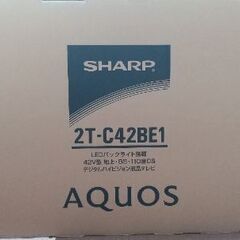 SHARP
2T-C42BE1
LEDバックライト搭載
42V型 地上・BS・110度CS
デジタルハイビジョン液晶テレビ
AQUOS